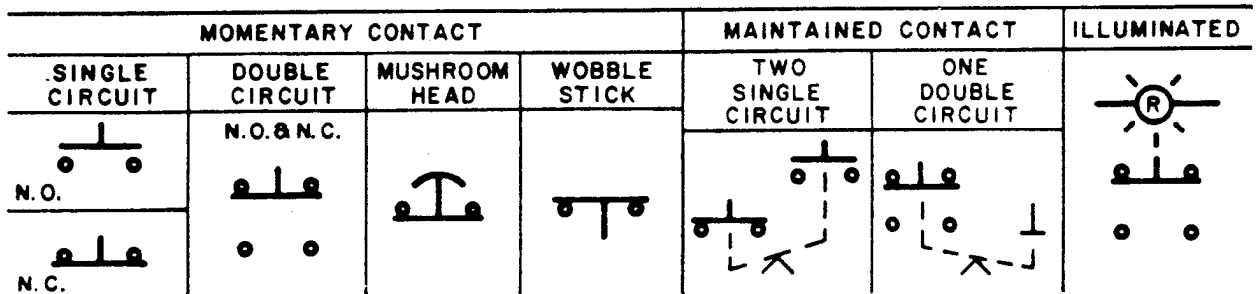 MOMENTARY CONTACT
MAINTAINED CONTACT
ILLUMINATED
SINGLE
CIRCUIT
DOUBLE
CIRCUIT
MUSHROOM
HEAD
WOBBLE
STICK
TWO
SINGLE
CIRCUIT
ONE
DOUBLE
CIRCUIT
N.O.
N.C.
N.O.& N.C.
R